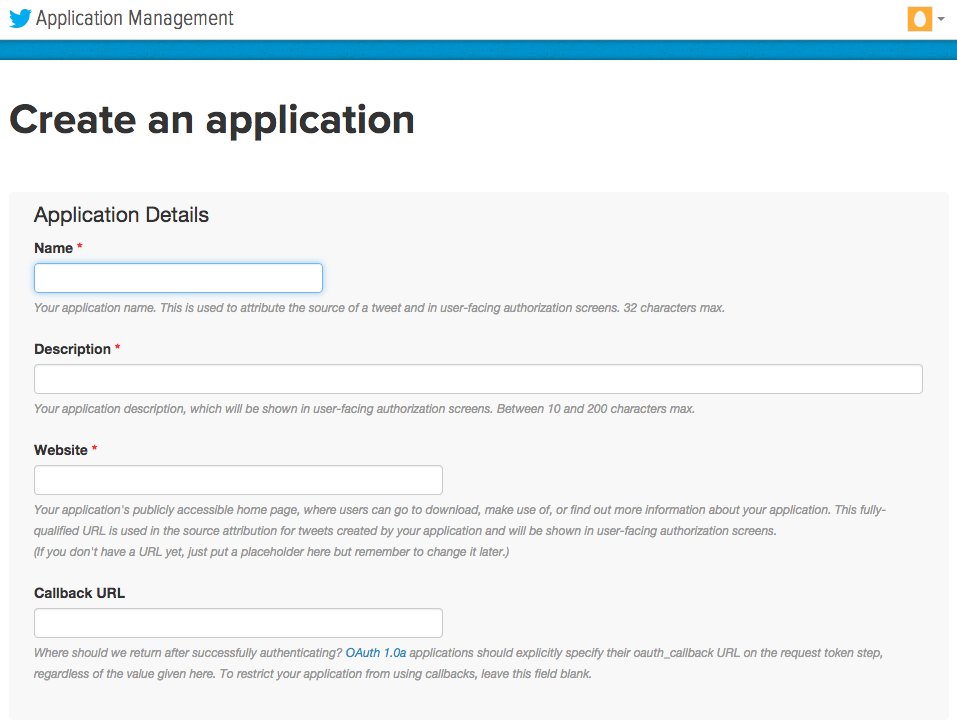 Application Management
Create an application
Application Details
Name *
Your application name. This is used to attribute the source of a tweet and in user-facing authorization screens. 32 characters max.
Description *
Your application description, which will be shown in user-facing authorization screens. Between 10 and 200 characters max.
Website *
Your application's publicly accessible home page, where users can go to download, make use of, or find out more information about your application. This fully-
qualified URL is used in the source attribution for tweets created by your application and will be shown in user-facing authorization screens.
(If you don't have a URL yet, just put a placeholder here but remember to change it later.)
Callback URL
Where should we return after successfully authenticating? OAuth 1.0a applications should explicitly specify their oauth_callback URL on the request token step,
regardless of the value given here. To restrict your application from using callbacks, leave this field blank.